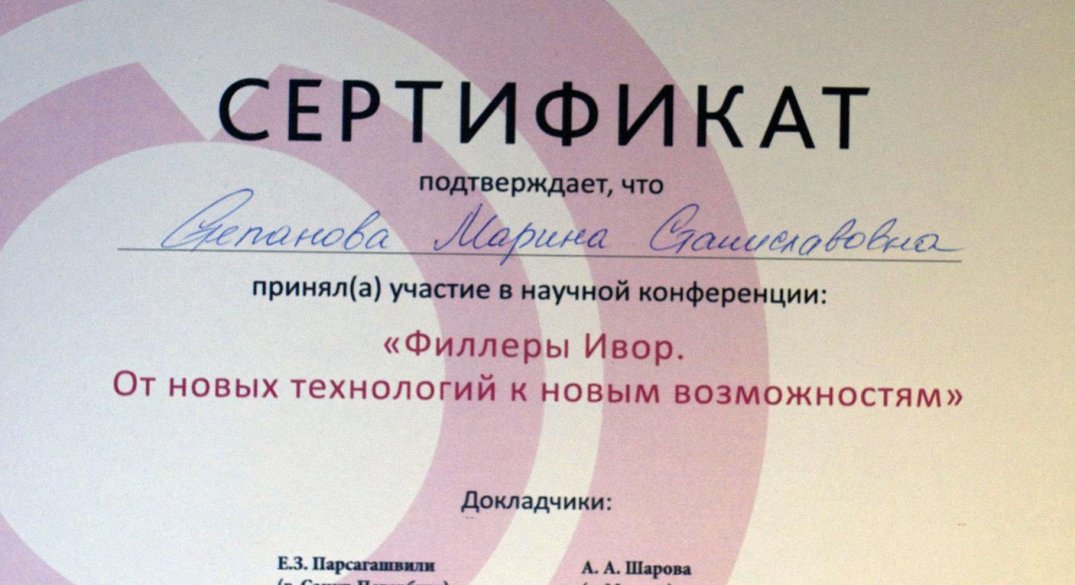 СЕРТИФИКАТ
подтверждает, что
Степанова Марина Станиславовна
принял(а) участие в научной конференции:
«Филлеры Ивор.
От новых технологий к новым возможностям»
Докладчики:
Е.З. Парсагашвили А. А. Шарова